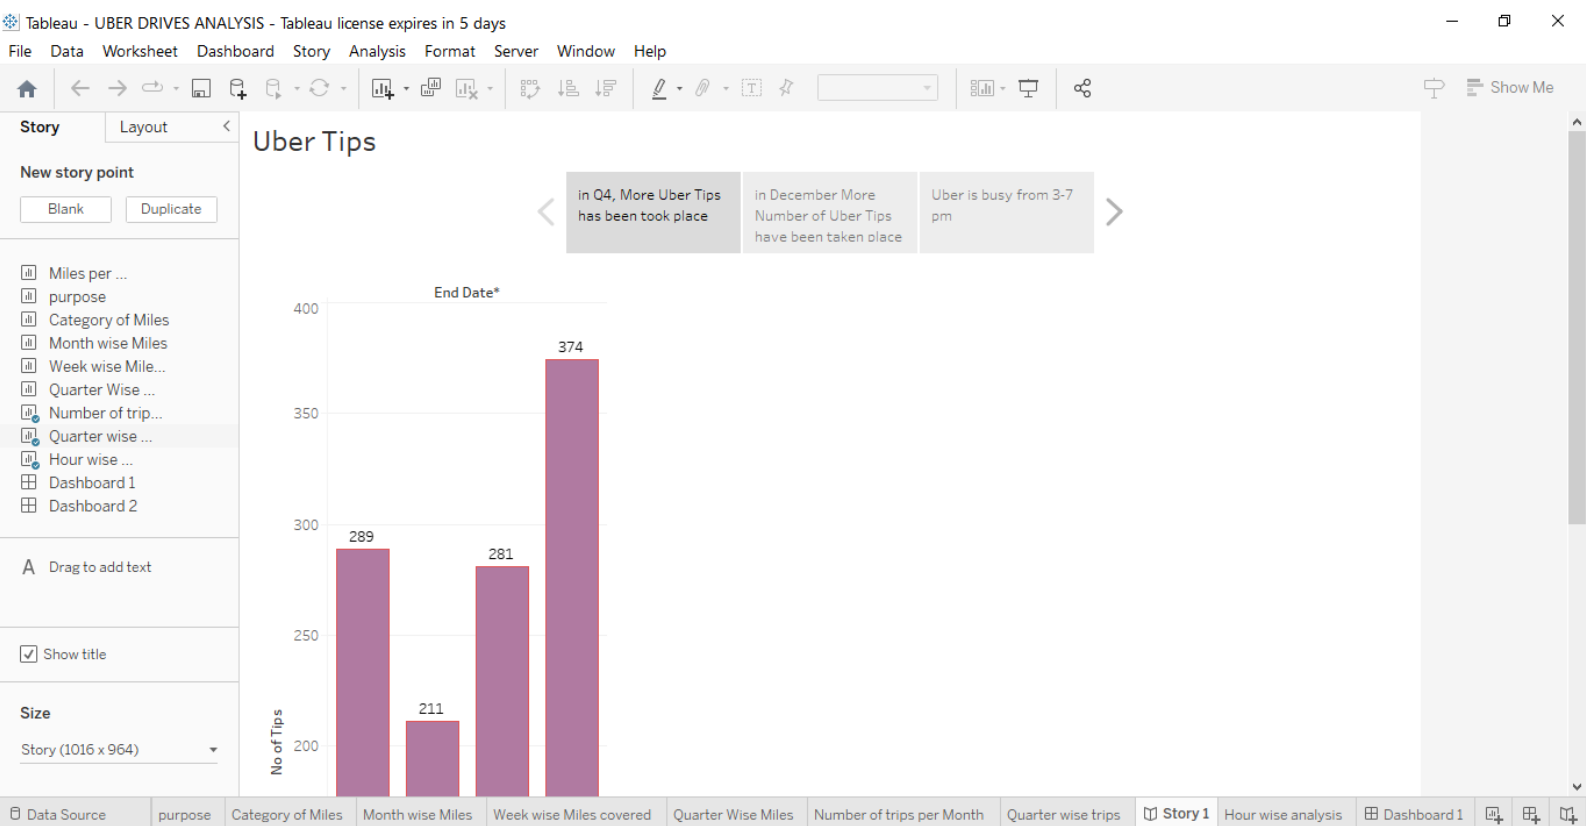 Tableau - UBER DRIVES ANALYSIS - Tableau license expires in 5 days
File Data Worksheet Dashboard Story Analysis Format Server Window Help
Show Me
Story Layout
New story point
Blank Duplicate
Miles per ...
purpose
Category of Miles
Month wise Miles
Week wise Mile...
Quarter Wise ...
Number of trip...
Quarter wise ...
Hour wise ...
Dashboard 1
Dashboard 2
A Drag to add text
Show title
Size
Story (1016 x 964)
Uber Tips
in Q4, More Uber Tips
has been took place
in December More
Number of Uber Tips
have been taken place
Uber is busy from 3-7
pm
End Date*
400
374
350
300
289
281
250
211
No of Tips
200
Data Source purpose Category of Miles Month wise Miles Week wise Miles covered Quarter Wise Miles Number of trips per Month Quarter wise trips Story 1 Hour wise analysis Dashboard 1